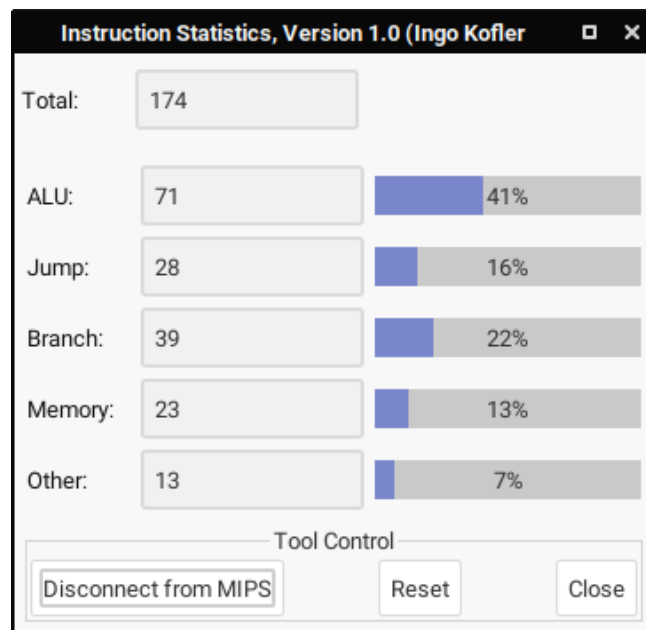 Instruction Statistics, Version 1.0 (Ingo Kofler
Total: 174
ALU: 71 41%
Jump: 28 16%
Branch: 39 22%
Memory: 23 13%
Other: 13 7%
Tool Control
Disconnect from MIPS Reset Close